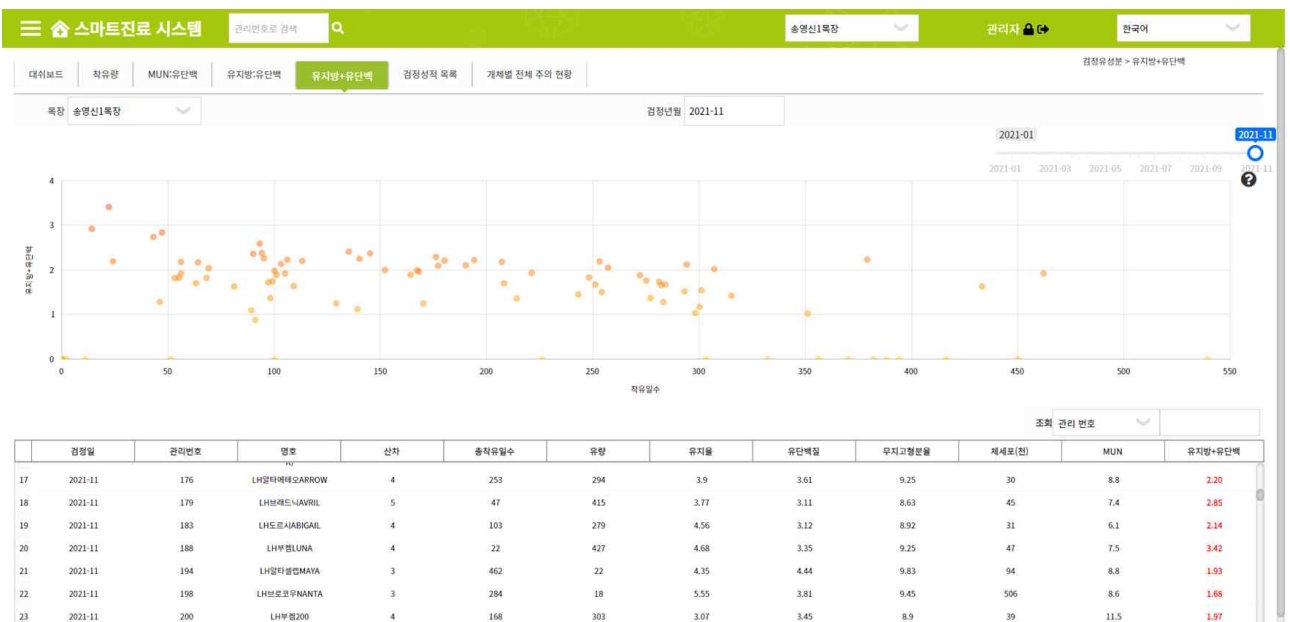 스마트진료 시스템 관리번호로 검색 송영신1목장 관리자 한국어
대쉬보드 착유량 MUN:유단백 유지방:유단백 유지방+유단백 검정성적 목록 개체별 전체 주의 현황 검정유성분 > 유지방+유단백
목장 송영신1목장 검정년월 2021-11
2021-01 2021-11
2021-01 2021-03 2021-05 2021-07 2021-09 2021-11
?
유지방+유단백
4
3
2
1
0
0 50 100 150 200 250 300 350 400 450 500 550
착유일수
조회 관리 번호
검정일 관리번호 명호 산차 총착유일수 유량 유지율 유단백질 무지고형분율 체세포(천) MUN 유지방+유단백
17 2021-11 176 LH알타메테오ARROW 4 253 294 3.9 3.61 9.25 30 8.8 2.20
18 2021-11 179 LH브래드닉AVRIL 5 47 415 3.77 3.11 8.63 45 7.4 2.85
19 2021-11 183 LH도르시ABIGAIL 4 103 279 4.56 3.12 8.92 31 6.1 2.14
20 2021-11 188 LH부켐LUNA 4 22 427 4.68 3.35 9.25 47 7.5 3.42
21 2021-11 194 LH알타셀렙MAYA 3 462 22 4.35 4.44 9.83 94 8.8 1.93
22 2021-11 198 LH브로코우NANTA 3 284 18 5.55 3.81 9.45 506 8.6 1.68
23 2021-11 200 LH부켐200 4 168 303 3.07 3.45 8.9 39 11.5 1.97